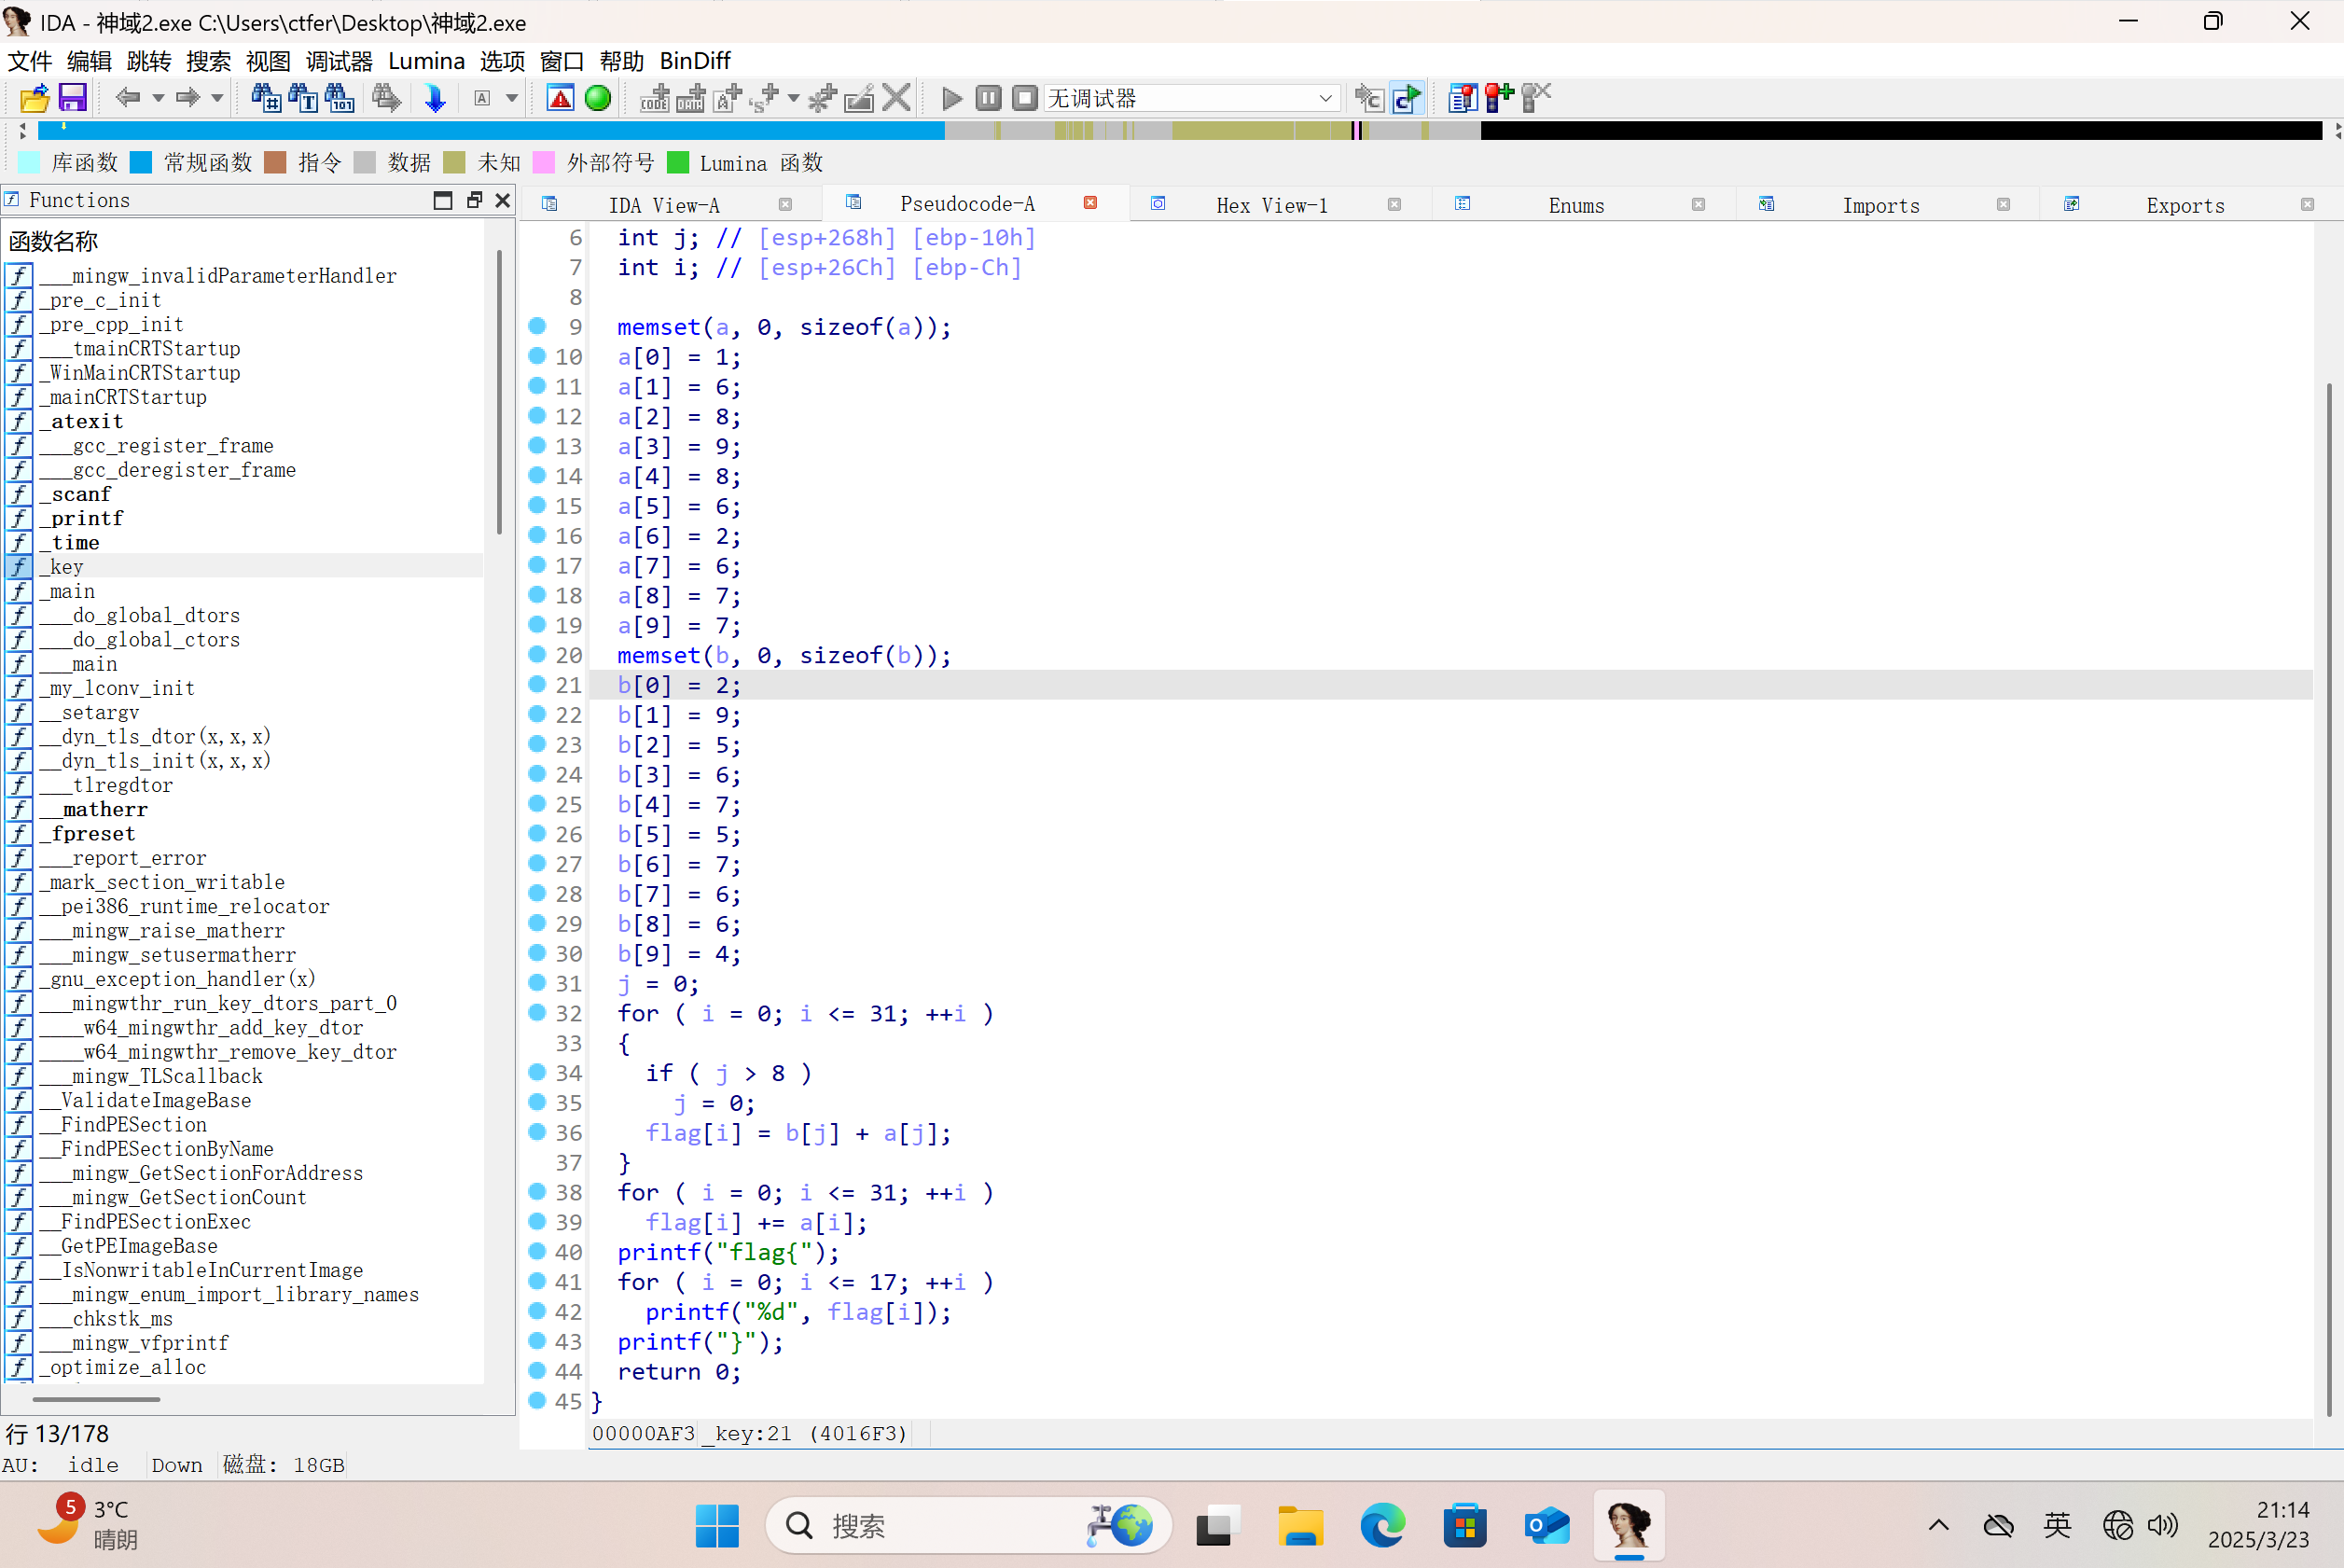 IDA - 神域2.exe C:\Users\ctfer\Desktop\神域2.exe
文件 编辑 跳转 搜索 视图 调试器 Lumina 选项 窗口 帮助 BinDiff
无调试器
库函数 常规函数 指令 数据 未知 外部符号 Lumina 函数
Functions
函数名称
___mingw_invalidParameterHandler
_pre_c_init
_pre_cpp_init
___tmainCRTStartup
_WinMainCRTStartup
_mainCRTStartup
_atexit
___gcc_register_frame
___gcc_deregister_frame
_scanf
_printf
_time
_key
_main
___do_global_dtors
___do_global_ctors
___main
_my_lconv_init
__setargv
__dyn_tls_dtor(x,x,x)
__dyn_tls_init(x,x,x)
___tlregdtor
__matherr
_fpreset
___report_error
_mark_section_writable
__pei386_runtime_relocator
___mingw_raise_matherr
___mingw_setusermatherr
_gnu_exception_handler(x)
___mingwthr_run_key_dtors_part_0
____w64_mingwthr_add_key_dtor
____w64_mingwthr_remove_key_dtor
___mingw_TLScallback
__ValidateImageBase
__FindPESection
__FindPESectionByName
___mingw_GetSectionForAddress
___mingw_GetSectionCount
__FindPESectionExec
__GetPEImageBase
__IsNonwritableInCurrentImage
___mingw_enum_import_library_names
___chkstk_ms
___mingw_vfprintf
_optimize_alloc
行 13/178
AU: idle Down 磁盘: 18GB
IDA View-A Pseudocode-A Hex View-1 Enums Imports Exports
6 int j; // [esp+268h] [ebp-10h]
7 int i; // [esp+26Ch] [ebp-Ch]
8
9 memset(a, 0, sizeof(a));
10 a[0] = 1;
11 a[1] = 6;
12 a[2] = 8;
13 a[3] = 9;
14 a[4] = 8;
15 a[5] = 6;
16 a[6] = 2;
17 a[7] = 6;
18 a[8] = 7;
19 a[9] = 7;
20 memset(b, 0, sizeof(b));
21 b[0] = 2;
22 b[1] = 9;
23 b[2] = 5;
24 b[3] = 6;
25 b[4] = 7;
26 b[5] = 5;
27 b[6] = 7;
28 b[7] = 6;
29 b[8] = 6;
30 b[9] = 4;
31 j = 0;
32 for ( i = 0; i <= 31; ++i )
33 {
34 if ( j > 8 )
35 j = 0;
36 flag[i] = b[j] + a[j];
37 }
38 for ( i = 0; i <= 31; ++i )
39 flag[i] += a[i];
40 printf("flag{");
41 for ( i = 0; i <= 17; ++i )
42 printf("%d", flag[i]);
43 printf("}");
44 return 0;
45 }
00000AF3 _key:21 (4016F3)
5 3°C
晴朗
搜索
英
21:14
2025/3/23